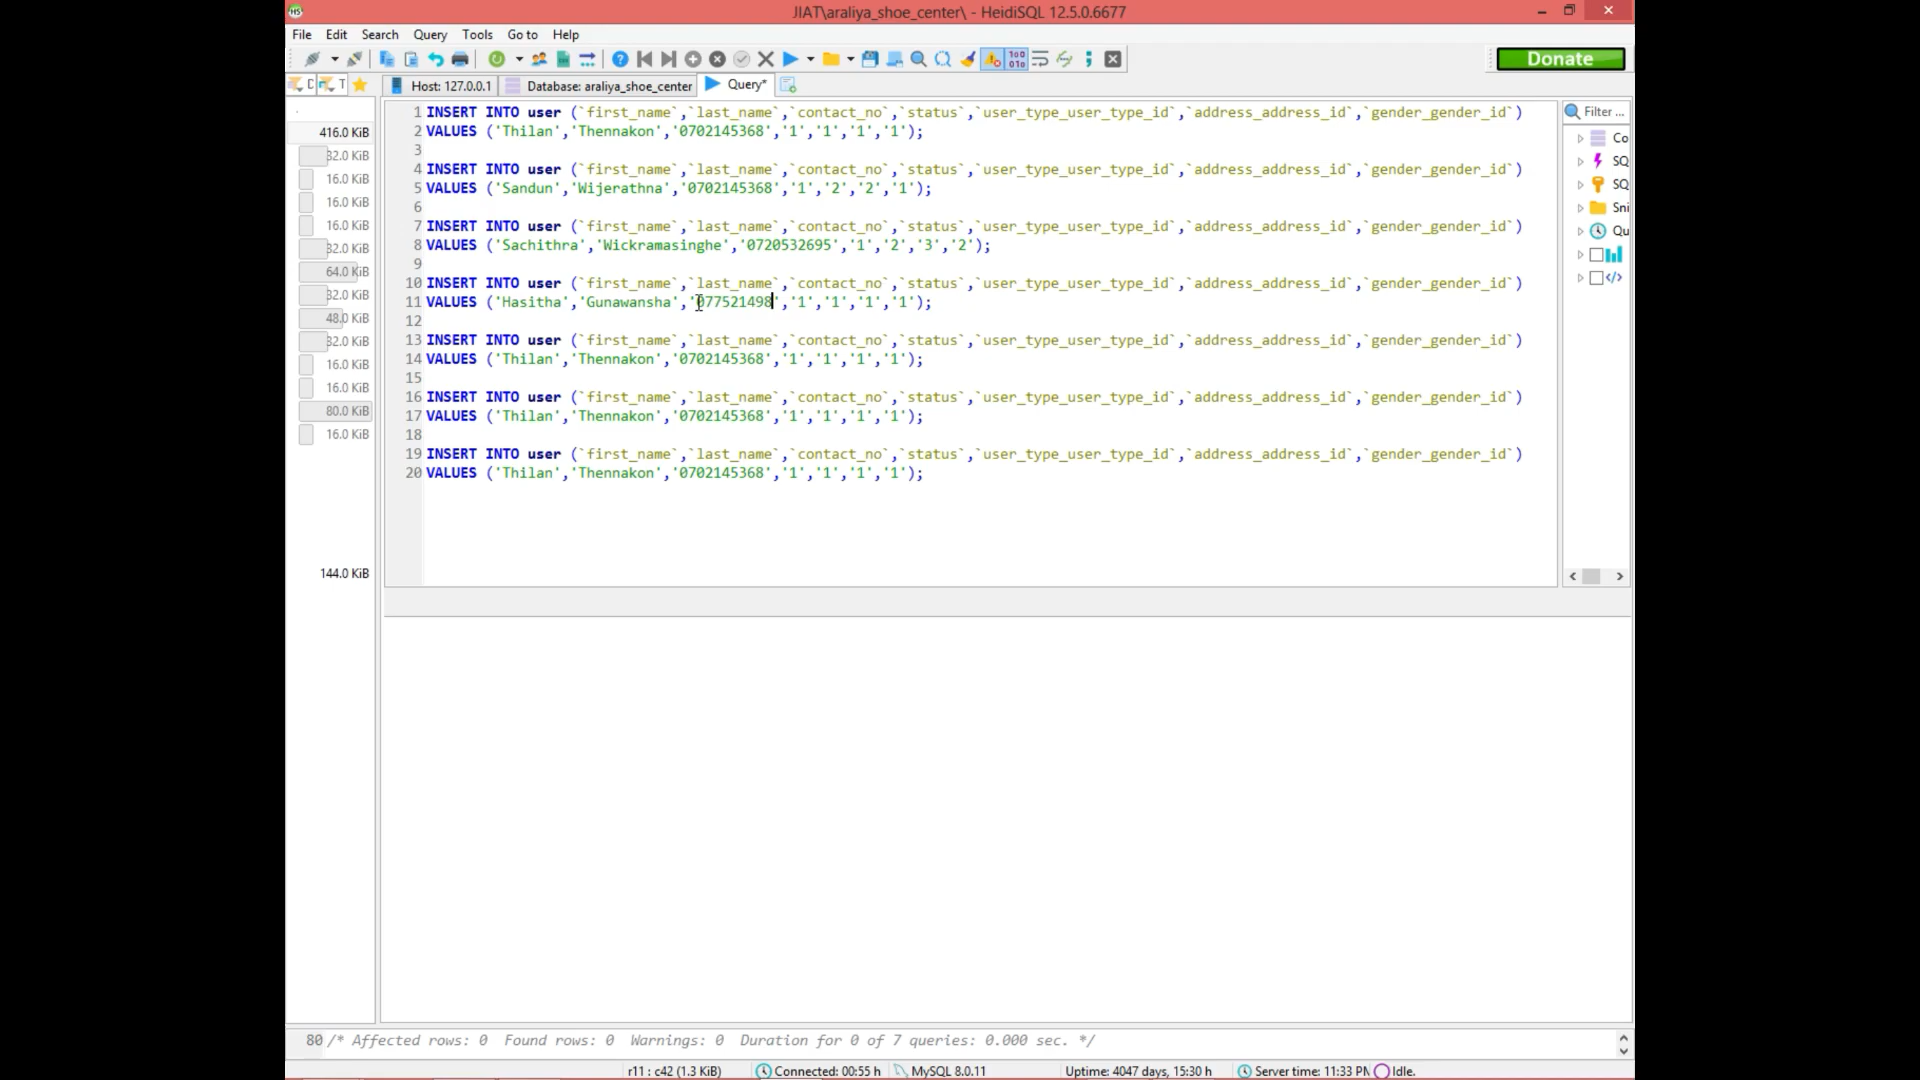 JIAT\araliya_shoe_center\ - HeidiSQL 12.5.0.6677
File Edit Search Query Tools Go to Help
Donate
D T Host: 127.0.0.1 Database: araliya_shoe_center Query*
1 INSERT INTO user (`first_name`,`last_name`,`contact_no`,`status`,`user_type_user_type_id`,`address_address_id`,`gender_gender_id`)
2 VALUES ('Thilan','Thennakon','0702145368','1','1','1','1');
3
4 INSERT INTO user (`first_name`,`last_name`,`contact_no`,`status`,`user_type_user_type_id`,`address_address_id`,`gender_gender_id`)
5 VALUES ('Sandun','Wijerathna','0702145368','1','2','2','1');
6
7 INSERT INTO user (`first_name`,`last_name`,`contact_no`,`status`,`user_type_user_type_id`,`address_address_id`,`gender_gender_id`)
8 VALUES ('Sachithra','Wickramasinghe','0720532695','1','2','3','2');
9
10 INSERT INTO user (`first_name`,`last_name`,`contact_no`,`status`,`user_type_user_type_id`,`address_address_id`,`gender_gender_id`)
11 VALUES ('Hasitha','Gunawansha','077521498','1','1','1','1');
12
13 INSERT INTO user (`first_name`,`last_name`,`contact_no`,`status`,`user_type_user_type_id`,`address_address_id`,`gender_gender_id`)
14 VALUES ('Thilan','Thennakon','0702145368','1','1','1','1');
15
16 INSERT INTO user (`first_name`,`last_name`,`contact_no`,`status`,`user_type_user_type_id`,`address_address_id`,`gender_gender_id`)
17 VALUES ('Thilan','Thennakon','0702145368','1','1','1','1');
18
19 INSERT INTO user (`first_name`,`last_name`,`contact_no`,`status`,`user_type_user_type_id`,`address_address_id`,`gender_gender_id`)
20 VALUES ('Thilan','Thennakon','0702145368','1','1','1','1');
416.0 KiB
32.0 KiB
16.0 KiB
16.0 KiB
16.0 KiB
32.0 KiB
64.0 KiB
32.0 KiB
48.0 KiB
32.0 KiB
16.0 KiB
16.0 KiB
80.0 KiB
16.0 KiB
144.0 KiB
Filter ...
Co
SQ
SQ
Sni
Qu
80 /* Affected rows: 0 Found rows: 0 Warnings: 0 Duration for 0 of 7 queries: 0.000 sec. */
r11 : c42 (1.3 KiB) Connected: 00:55 h MySQL 8.0.11 Uptime: 4047 days, 15:30 h Server time: 11:33 PM Idle.